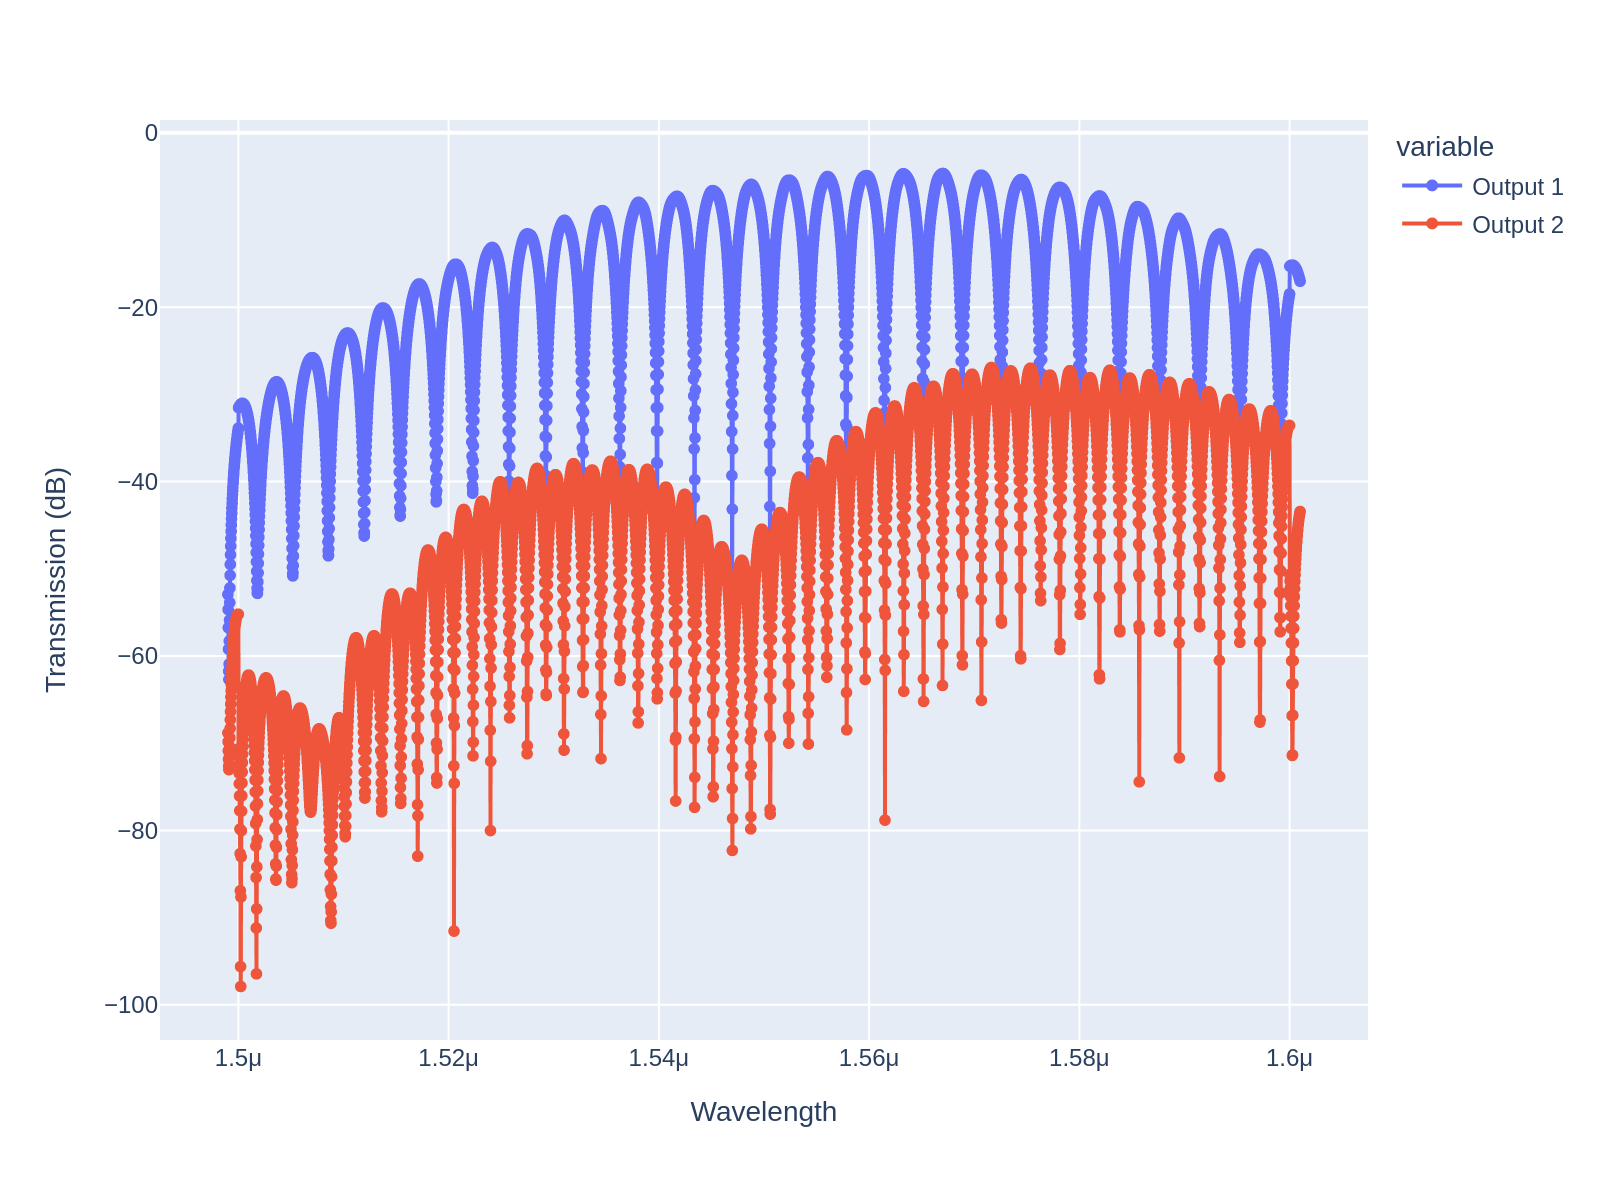 variable
Output 1
Output 2
Transmission (dB)
0
−20
−40
−60
−80
−100
1.5μ
1.52μ
1.54μ
1.56μ
1.58μ
1.6μ
Wavelength